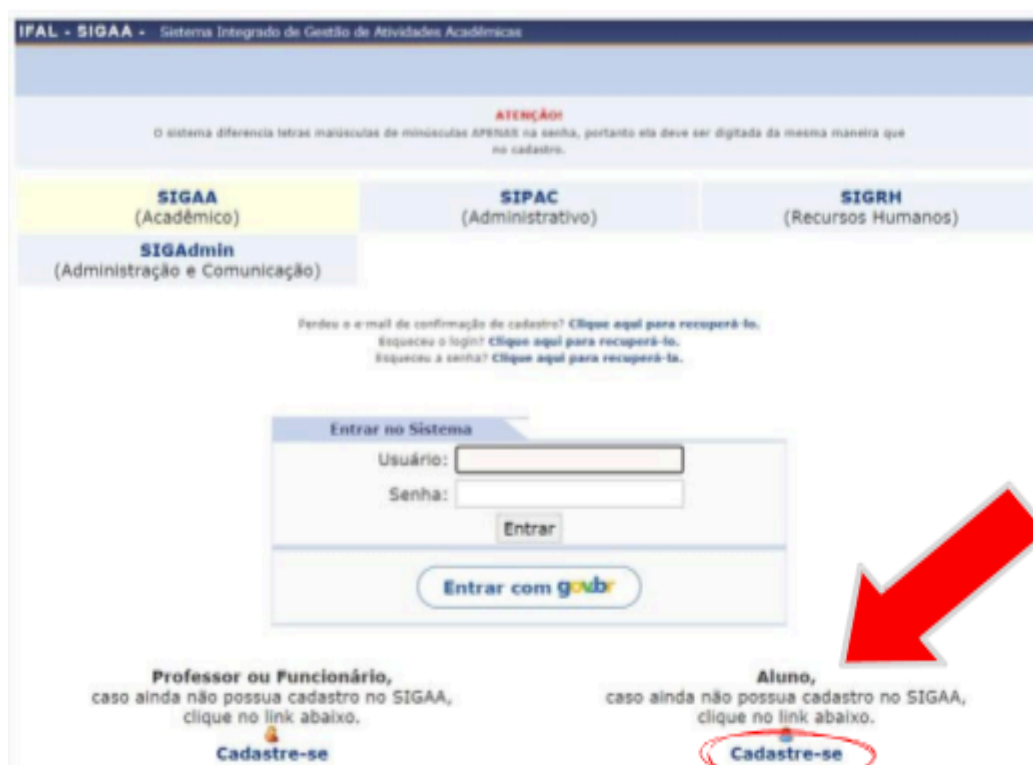 IFAL - SIGAA - Sistema Integrado de Gestão de Atividades Acadêmicas
ATENÇÃO!
O sistema diferencia letras maiúsculas de minúsculas APENAS na senha, portanto ela deve ser digitada da mesma maneira que
no cadastro.
SIGAA
(Acadêmico)
SIPAC
(Administrativo)
SIGRH
(Recursos Humanos)
SIGAdmin
(Administração e Comunicação)
Perdeu o e-mail de confirmação de cadastro? Clique aqui para recuperá-lo.
Esqueceu o login? Clique aqui para recuperá-lo.
Esqueceu a senha? Clique aqui para recuperá-la.
Entrar no Sistema
Usuário:
Senha:
Entrar
Entrar com gov.br
Professor ou Funcionário,
caso ainda não possua cadastro no SIGAA,
clique no link abaixo.
Cadastre-se
Aluno,
caso ainda não possua cadastro no SIGAA,
clique no link abaixo.
Cadastre-se